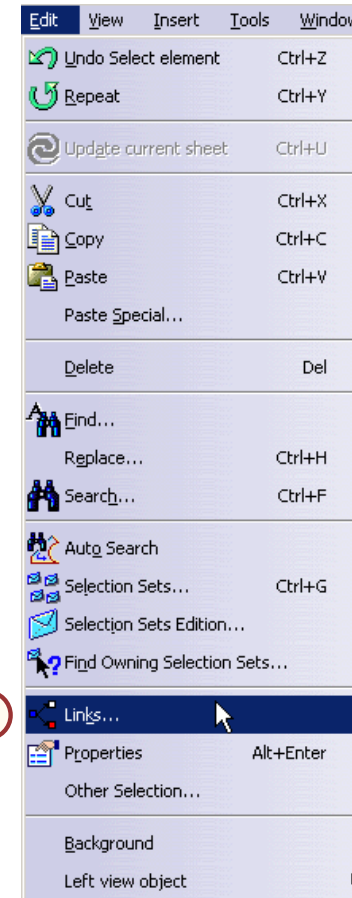 Edit View Insert Tools Window
Undo Select element Ctrl+Z
Repeat Ctrl+Y
Update current sheet Ctrl+U
Cut Ctrl+X
Copy Ctrl+C
Paste Ctrl+V
Paste Special...
Delete Del
Find...
Replace... Ctrl+H
Search... Ctrl+F
Auto Search
Selection Sets... Ctrl+G
Selection Sets Edition...
Find Owning Selection Sets...
Links...
Properties Alt+Enter
Other Selection...
Background
Left view object